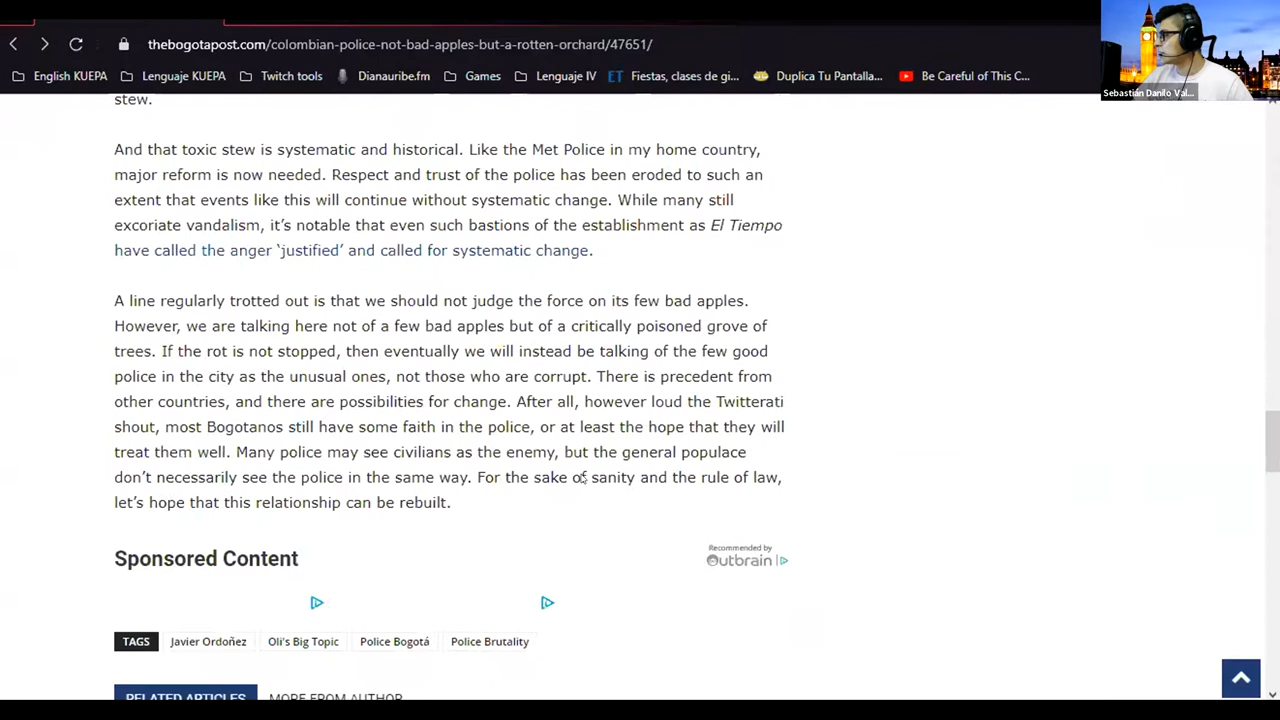 thebogotapost.com/colombian-police-not-bad-apples-but-a-rotten-orchard/47651/
English KUEPA Lenguaje KUEPA Twitch tools Dianauribe.fm Games Lenguaje IV ET Fiestas, clases de gi... Duplica Tu Pantalla... Be Careful of This C...
Sebastián Danilo Val...
stew.
And that toxic stew is systematic and historical. Like the Met Police in my home country,
major reform is now needed. Respect and trust of the police has been eroded to such an
extent that events like this will continue without systematic change. While many still
excoriate vandalism, it's notable that even such bastions of the establishment as El Tiempo
have called the anger ‘justified’ and called for systematic change.
A line regularly trotted out is that we should not judge the force on its few bad apples.
However, we are talking here not of a few bad apples but of a critically poisoned grove of
trees. If the rot is not stopped, then eventually we will instead be talking of the few good
police in the city as the unusual ones, not those who are corrupt. There is precedent from
other countries, and there are possibilities for change. After all, however loud the Twitterati
shout, most Bogotanos still have some faith in the police, or at least the hope that they will
treat them well. Many police may see civilians as the enemy, but the general populace
don't necessarily see the police in the same way. For the sake of sanity and the rule of law,
let's hope that this relationship can be rebuilt.
Sponsored Content
Recommended by
Outbrain
TAGS Javier Ordoñez Oli's Big Topic Police Bogotá Police Brutality
RELATED ARTICLES MORE FROM AUTHOR